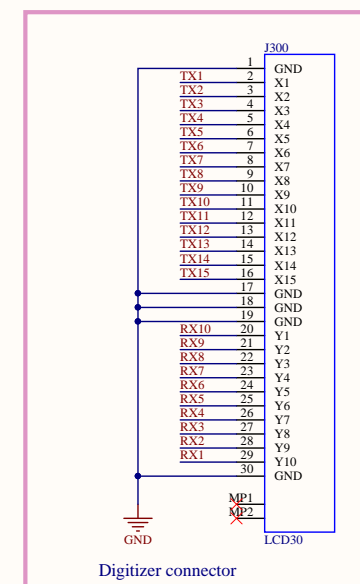 J300
1 GND
TX1 2 X1
TX2 3 X2
TX3 4 X3
TX4 5 X4
TX5 6 X5
TX6 7 X6
TX7 8 X7
TX8 9 X8
TX9 10 X9
TX10 11 X10
TX11 12 X11
TX12 13 X12
TX13 14 X13
TX14 15 X14
TX15 16 X15
17 GND
18 GND
19 GND
RX10 20 Y1
RX9 21 Y2
RX8 22 Y3
RX7 23 Y4
RX6 24 Y5
RX5 25 Y6
RX4 26 Y7
RX3 27 Y8
RX2 28 Y9
RX1 29 Y10
30 GND
MP1
MP2
GND LCD30
Digitizer connector